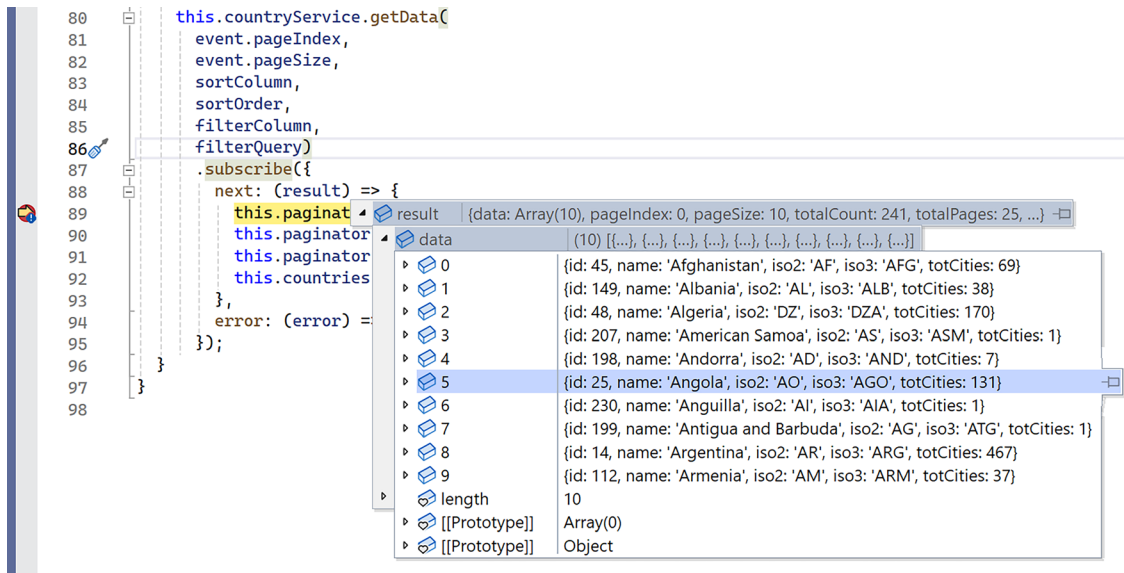 80 this.countryService.getData(
81 event.pageIndex,
82 event.pageSize,
83 sortColumn,
84 sortOrder,
85 filterColumn,
86 filterQuery)
87 .subscribe({
88 next: (result) => {
89 this.paginat result {data: Array(10), pageIndex: 0, pageSize: 10, totalCount: 241, totalPages: 25, …}
90 this.paginator data (10) [{…}, {…}, {…}, {…}, {…}, {…}, {…}, {…}, {…}, {…}]
91 this.paginator 0 {id: 45, name: 'Afghanistan', iso2: 'AF', iso3: 'AFG', totCities: 69}
92 this.countries 1 {id: 149, name: 'Albania', iso2: 'AL', iso3: 'ALB', totCities: 38}
93 }, 2 {id: 48, name: 'Algeria', iso2: 'DZ', iso3: 'DZA', totCities: 170}
94 error: (error) = 3 {id: 207, name: 'American Samoa', iso2: 'AS', iso3: 'ASM', totCities: 1}
95 }); 4 {id: 198, name: 'Andorra', iso2: 'AD', iso3: 'AND', totCities: 7}
96 }
97 } 5 {id: 25, name: 'Angola', iso2: 'AO', iso3: 'AGO', totCities: 131}
98 6 {id: 230, name: 'Anguilla', iso2: 'AI', iso3: 'AIA', totCities: 1}
7 {id: 199, name: 'Antigua and Barbuda', iso2: 'AG', iso3: 'ATG', totCities: 1}
8 {id: 14, name: 'Argentina', iso2: 'AR', iso3: 'ARG', totCities: 467}
9 {id: 112, name: 'Armenia', iso2: 'AM', iso3: 'ARM', totCities: 37}
length 10
[[Prototype]] Array(0)
[[Prototype]] Object